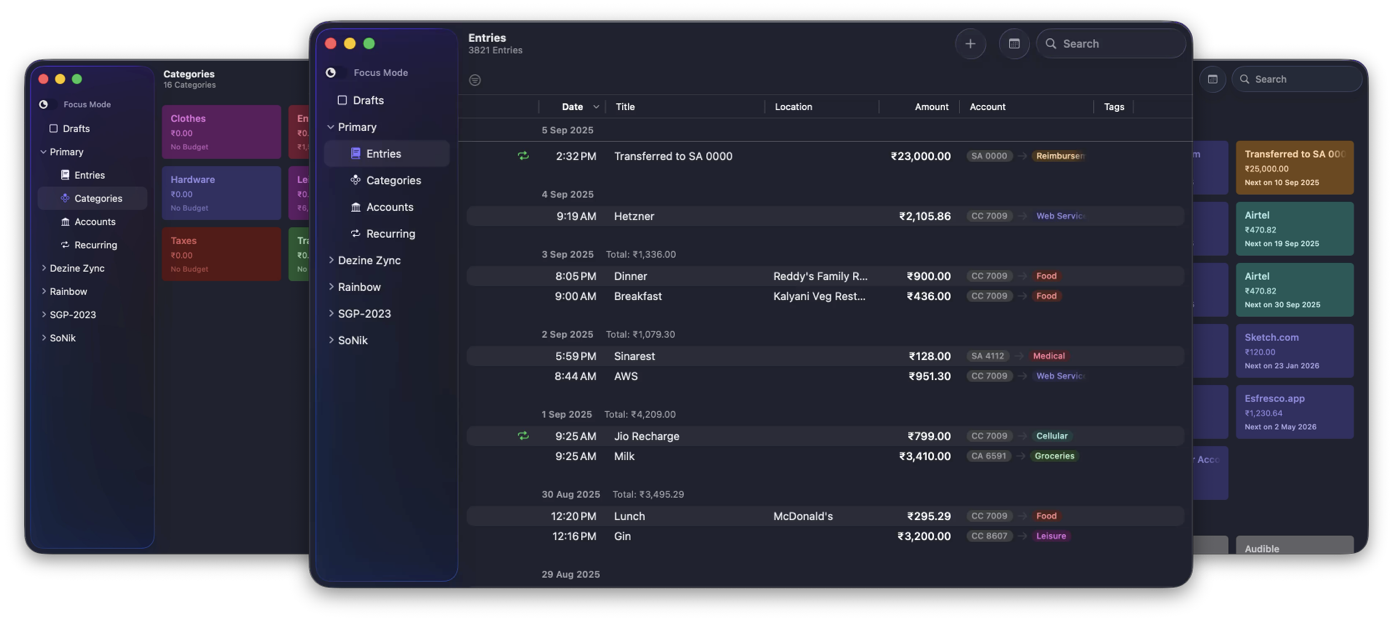 Categories
16 Categories
Focus Mode
Drafts
Primary
Entries
Categories
Accounts
Recurring
Dezine Zync
Rainbow
SGP-2023
SoNik
Clothes
₹0.00
No Budget
Hardware
₹0.00
No Budget
Taxes
₹0.00
No Budget
Entries
3821 Entries
Search
Focus Mode
Drafts
Primary
Entries
Categories
Accounts
Recurring
Dezine Zync
Rainbow
SGP-2023
SoNik
Date Title Location Amount Account Tags
5 Sep 2025
2:32 PM Transferred to SA 0000 ₹23,000.00 SA 0000 → Reimbursem
4 Sep 2025
9:19 AM Hetzner ₹2,105.86 CC 7009 → Web Servic
3 Sep 2025 Total: ₹1,336.00
8:05 PM Dinner Reddy's Family R... ₹900.00 CC 7009 → Food
9:00 AM Breakfast Kalyani Veg Rest... ₹436.00 CC 7009 → Food
2 Sep 2025 Total: ₹1,079.30
5:59 PM Sinarest ₹128.00 SA 4112 → Medical
8:44 AM AWS ₹951.30 CC 7009 → Web Servic
1 Sep 2025 Total: ₹4,209.00
9:25 AM Jio Recharge ₹799.00 CC 7009 → Cellular
9:25 AM Milk ₹3,410.00 CA 6591 → Groceries
30 Aug 2025 Total: ₹3,495.29
12:20 PM Lunch McDonald's ₹295.29 CC 7009 → Food
12:16 PM Gin ₹3,200.00 CC 8607 → Leisure
29 Aug 2025
Search
Transferred to SA 000
₹25,000.00
Next on 10 Sep 2025
Airtel
₹470.82
Next on 19 Sep 2025
Airtel
₹470.82
Next on 30 Sep 2025
Sketch.com
₹120.00
Next on 23 Jan 2026
Esfresco.app
₹1,230.64
Next on 2 May 2026
Audible